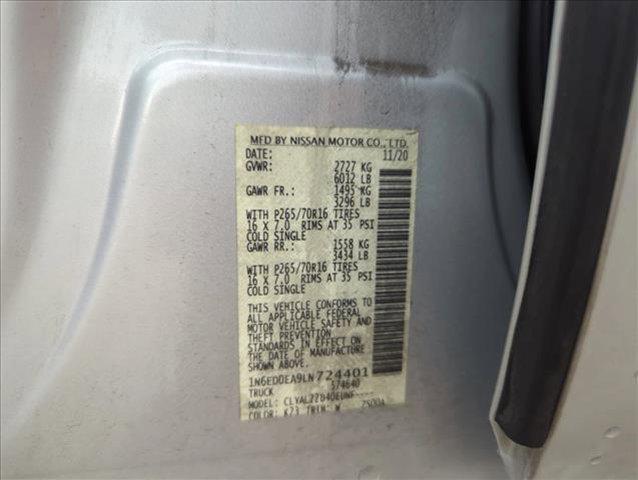 MFD BY NISSAN MOTOR CO., LTD.
DATE: 11/20
GVWR: 2727 KG
6012 LB
GAWR FR.: 1495 KG
3296 LB
WITH P265/70R16 TIRES
16 X 7.0 RIMS AT 35 PSI
COLD SINGLE
GAWR RR.: 1558 KG
3434 LB
WITH P265/70R16 TIRES
16 X 7.0 RIMS AT 35 PSI
COLD SINGLE
THIS VEHICLE CONFORMS TO
ALL APPLICABLE FEDERAL
MOTOR VEHICLE SAFETY AND
THEFT PREVENTION
STANDARDS IN EFFECT ON
THE DATE OF MANUFACTURE
SHOWN ABOVE.
1N6ED0EA9LN724401
TRUCK 574640
MODEL:
COLOR: K23 TRIM: W